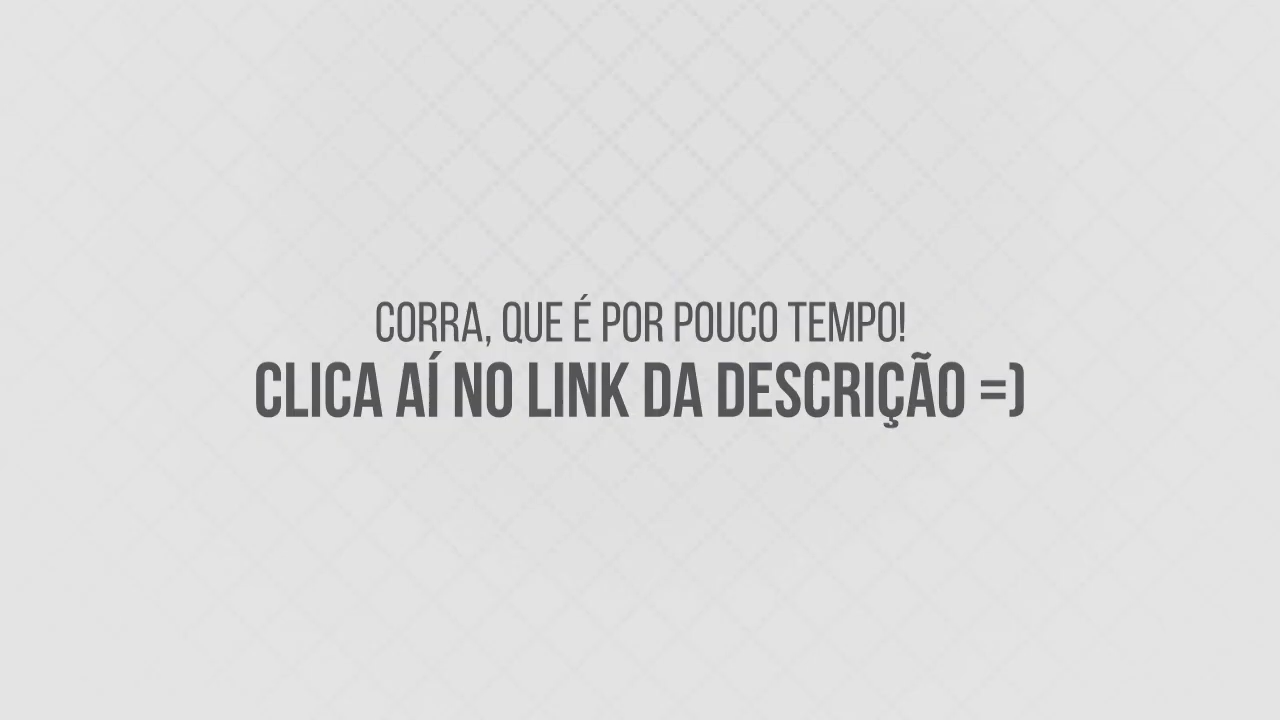 CORRA, QUE É POR POUCO TEMPO!
CLICA AÍ NO LINK DA DESCRIÇÃO =)